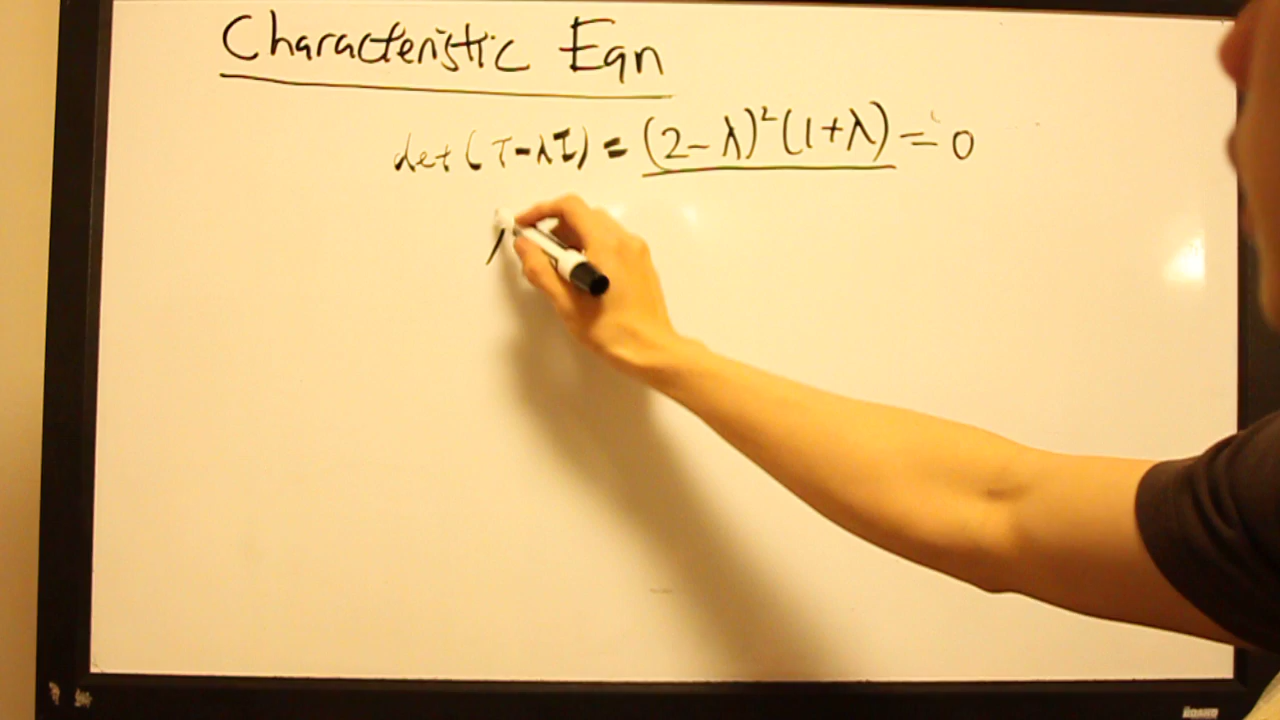 Characteristic Eqn
det(T-λI) = (2-λ)²(1+λ) = 0